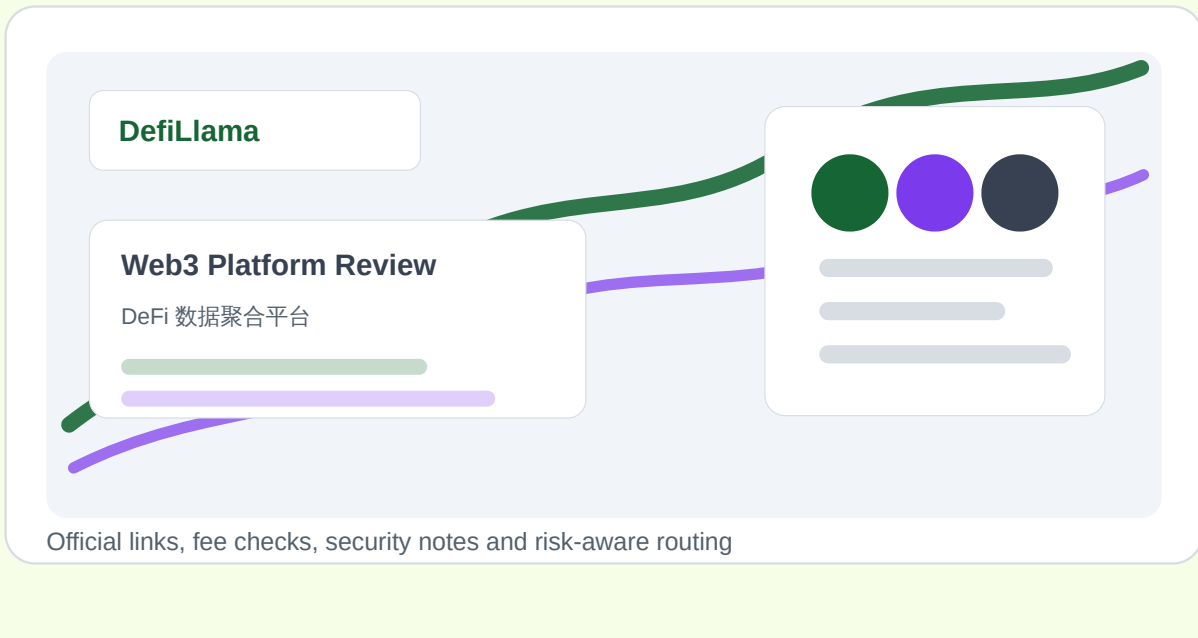 DefiLlama
Web3 Platform Review
DeFi 数据聚合平台
Official links, fee checks, security notes and risk-aware routing